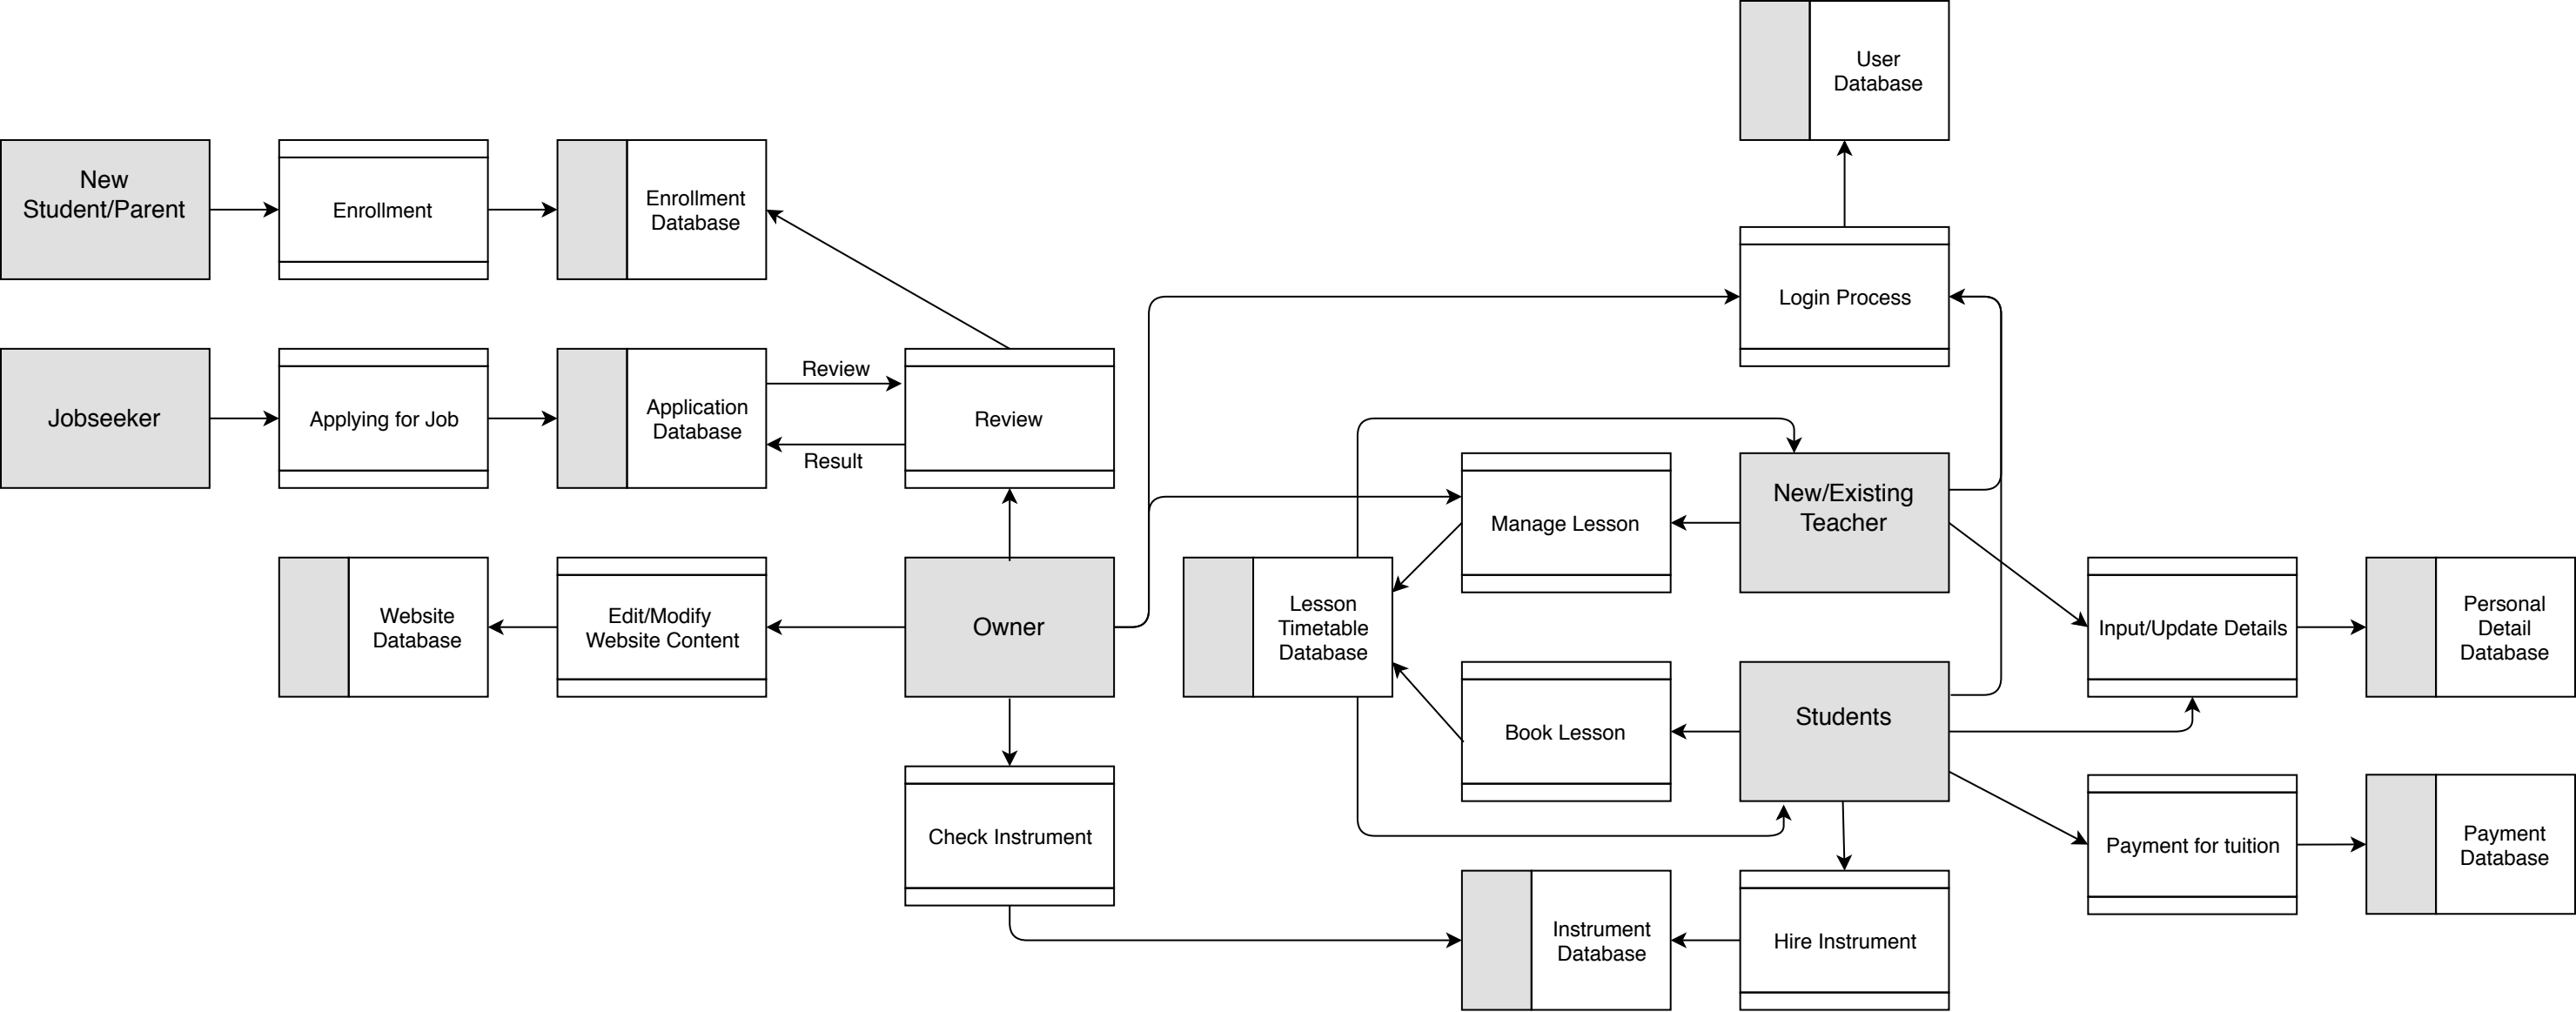 User
Database
New
Student/Parent
Enrollment
Enrollment
Database
Login Process
Jobseeker
Applying for Job
Application
Database
Review
Result
Review
Manage Lesson
New/Existing
Teacher
Website
Database
Edit/Modify
Website Content
Owner
Lesson
Timetable
Database
Input/Update Details
Personal
Detail
Database
Book Lesson
Students
Check Instrument
Payment for tuition
Payment
Database
Instrument
Database
Hire Instrument